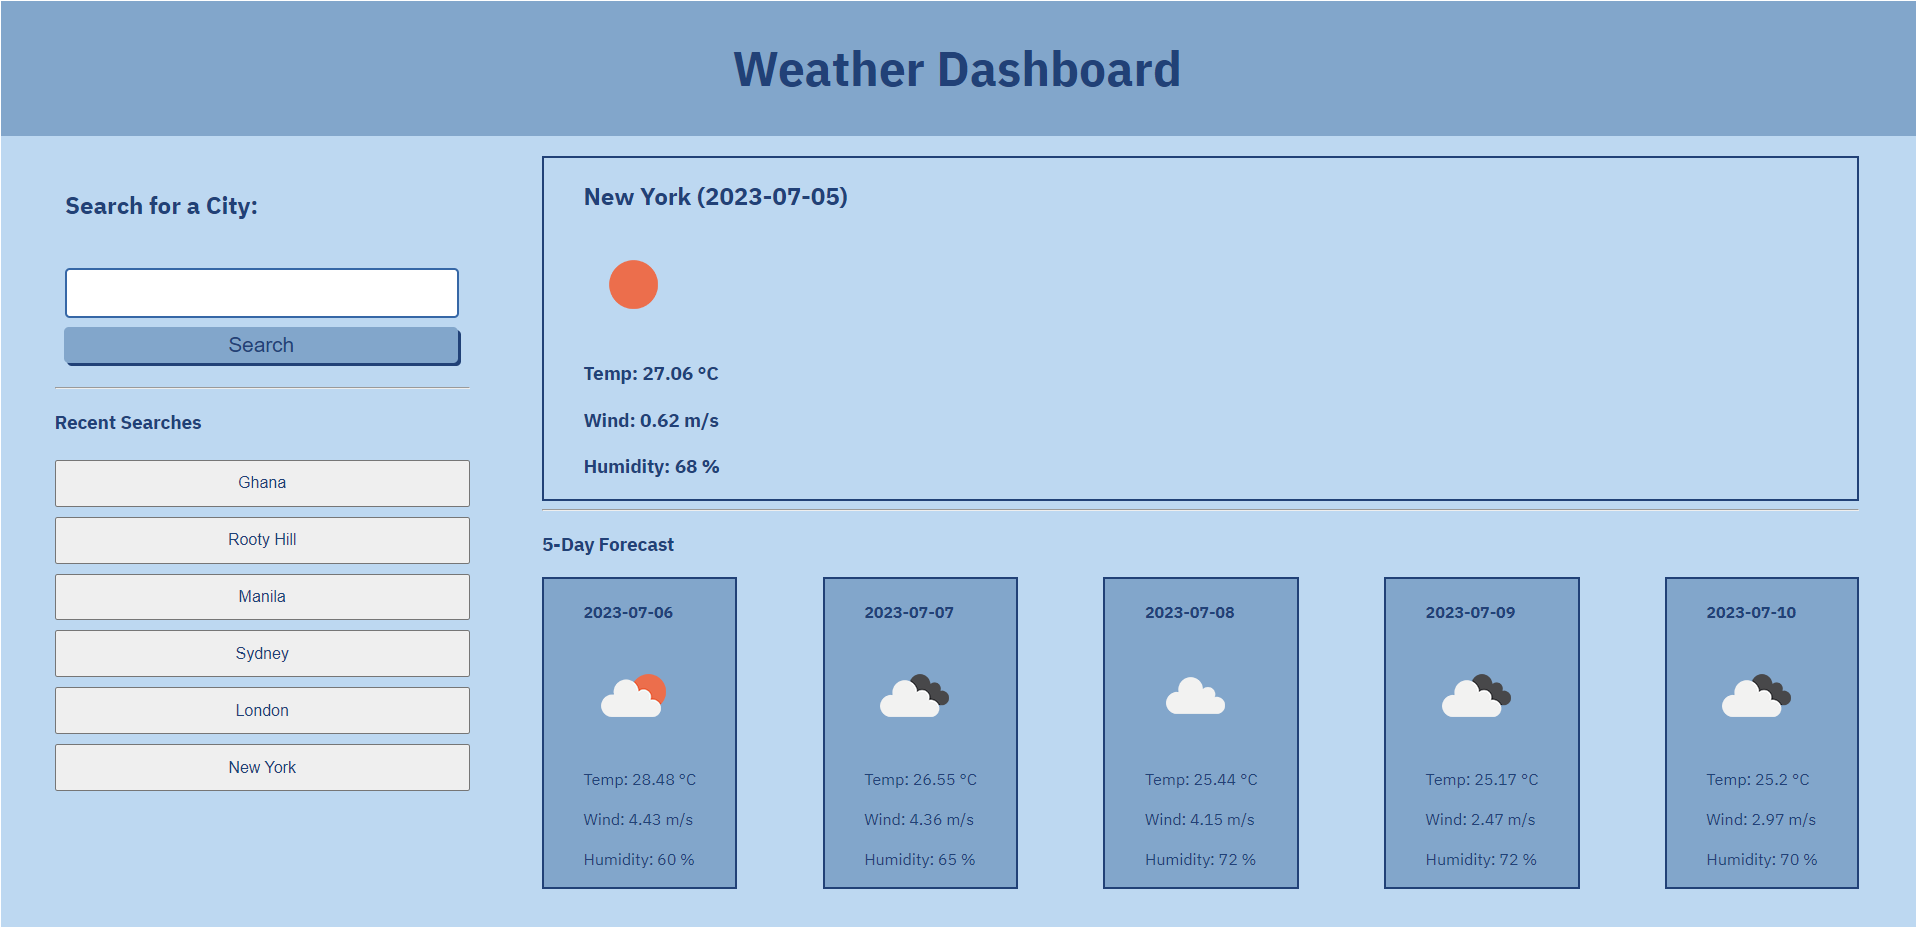 Weather Dashboard
Search for a City:
Search
Recent Searches
Ghana
Rooty Hill
Manila
Sydney
London
New York
New York (2023-07-05)
Temp: 27.06 °C
Wind: 0.62 m/s
Humidity: 68 %
5-Day Forecast
2023-07-06
Temp: 28.48 °C
Wind: 4.43 m/s
Humidity: 60 %
2023-07-07
Temp: 26.55 °C
Wind: 4.36 m/s
Humidity: 65 %
2023-07-08
Temp: 25.44 °C
Wind: 4.15 m/s
Humidity: 72 %
2023-07-09
Temp: 25.17 °C
Wind: 2.47 m/s
Humidity: 72 %
2023-07-10
Temp: 25.2 °C
Wind: 2.97 m/s
Humidity: 70 %